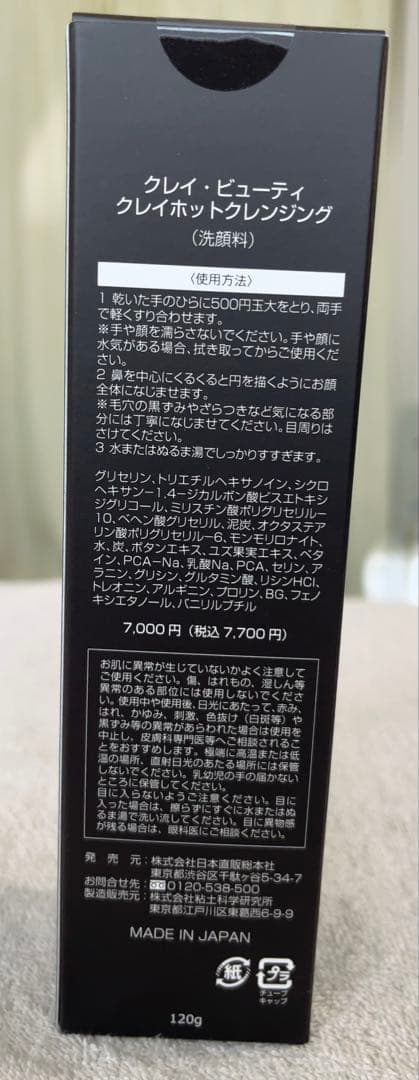 クレイ・ビューティ
クレイホットクレンジング
（洗顔料）
〈使用方法〉
1 乾いた手のひらに500円玉大をとり、両手
で軽くすり合わせます。
※手や顔を濡らさないでください。手や顔に
水気がある場合、拭き取ってからご使用くだ
さい。
2 鼻を中心にくるくると円を描くようにお顔
全体になじませます。
※毛穴の黒ずみやざらつきなど気になる部
分には丁寧になじませてください。目周りは
さけてください。
3 水またはぬるま湯でしっかりすすぎます。
グリセリン、トリエチルヘキサノイン、シクロ
ヘキサン-1,4-ジカルボン酸ビスエトキシ
ジグリコール、ミリスチン酸ポリグリセリル-
10、ベヘン酸グリセリル、泥炭、オクタステア
リン酸ポリグリセリル-6、モンモリロナイト、
水、炭、ボタンエキス、ユズ果実エキス、ベタ
イン、PCA-Na、乳酸Na、PCA、セリン、ア
ラニン、グリシン、グルタミン酸、リシンHCl、
トレオニン、アルギニン、プロリン、BG、フェノ
キシエタノール、バニリルブチル
7,000円（税込7,700円）
お肌に異常が生じていないかよく注意して
ご使用ください。傷、はれもの、湿しん等
異常のある部位には使用しないでくださ
い。使用中や使用後、日光にあたって、赤み、
はれ、かゆみ、刺激、色抜け（白斑等）や
黒ずみ等の異常があらわれた場合は使用を
中止し、皮膚科専門医等へご相談されるこ
とをおすすめします。極端に高温または低
温の場所、直射日光のあたる場所には保管
しないでください。乳幼児の手の届かない
ところに保管してください。
目に入らないようご注意ください。目に
入った場合は、擦らずにすぐに水またはぬ
るま湯で洗い流してください。目に異物感
が残る場合は、眼科医にご相談ください。
発売元：株式会社日本直販総本社
東京都渋谷区千駄ヶ谷5-34-7
お問合せ先：0120-538-500
製造販売元：株式会社粘土科学研究所
東京都江戸川区東葛西6-9-9
MADE IN JAPAN
紙 プラ
チューブ
キャップ
120g